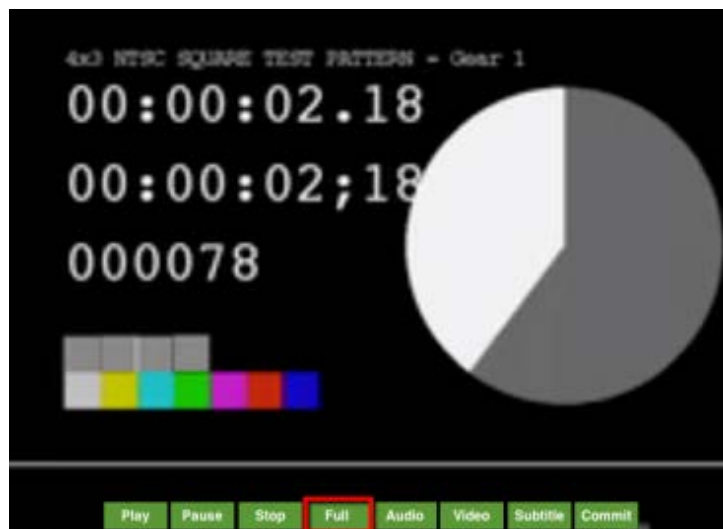 4x3 NTSC SQUARE TEST PATTERN - Gear 1
00:00:02.18
00:00:02;18
000078
Play Pause Stop Full Audio Video Subtitle Commit